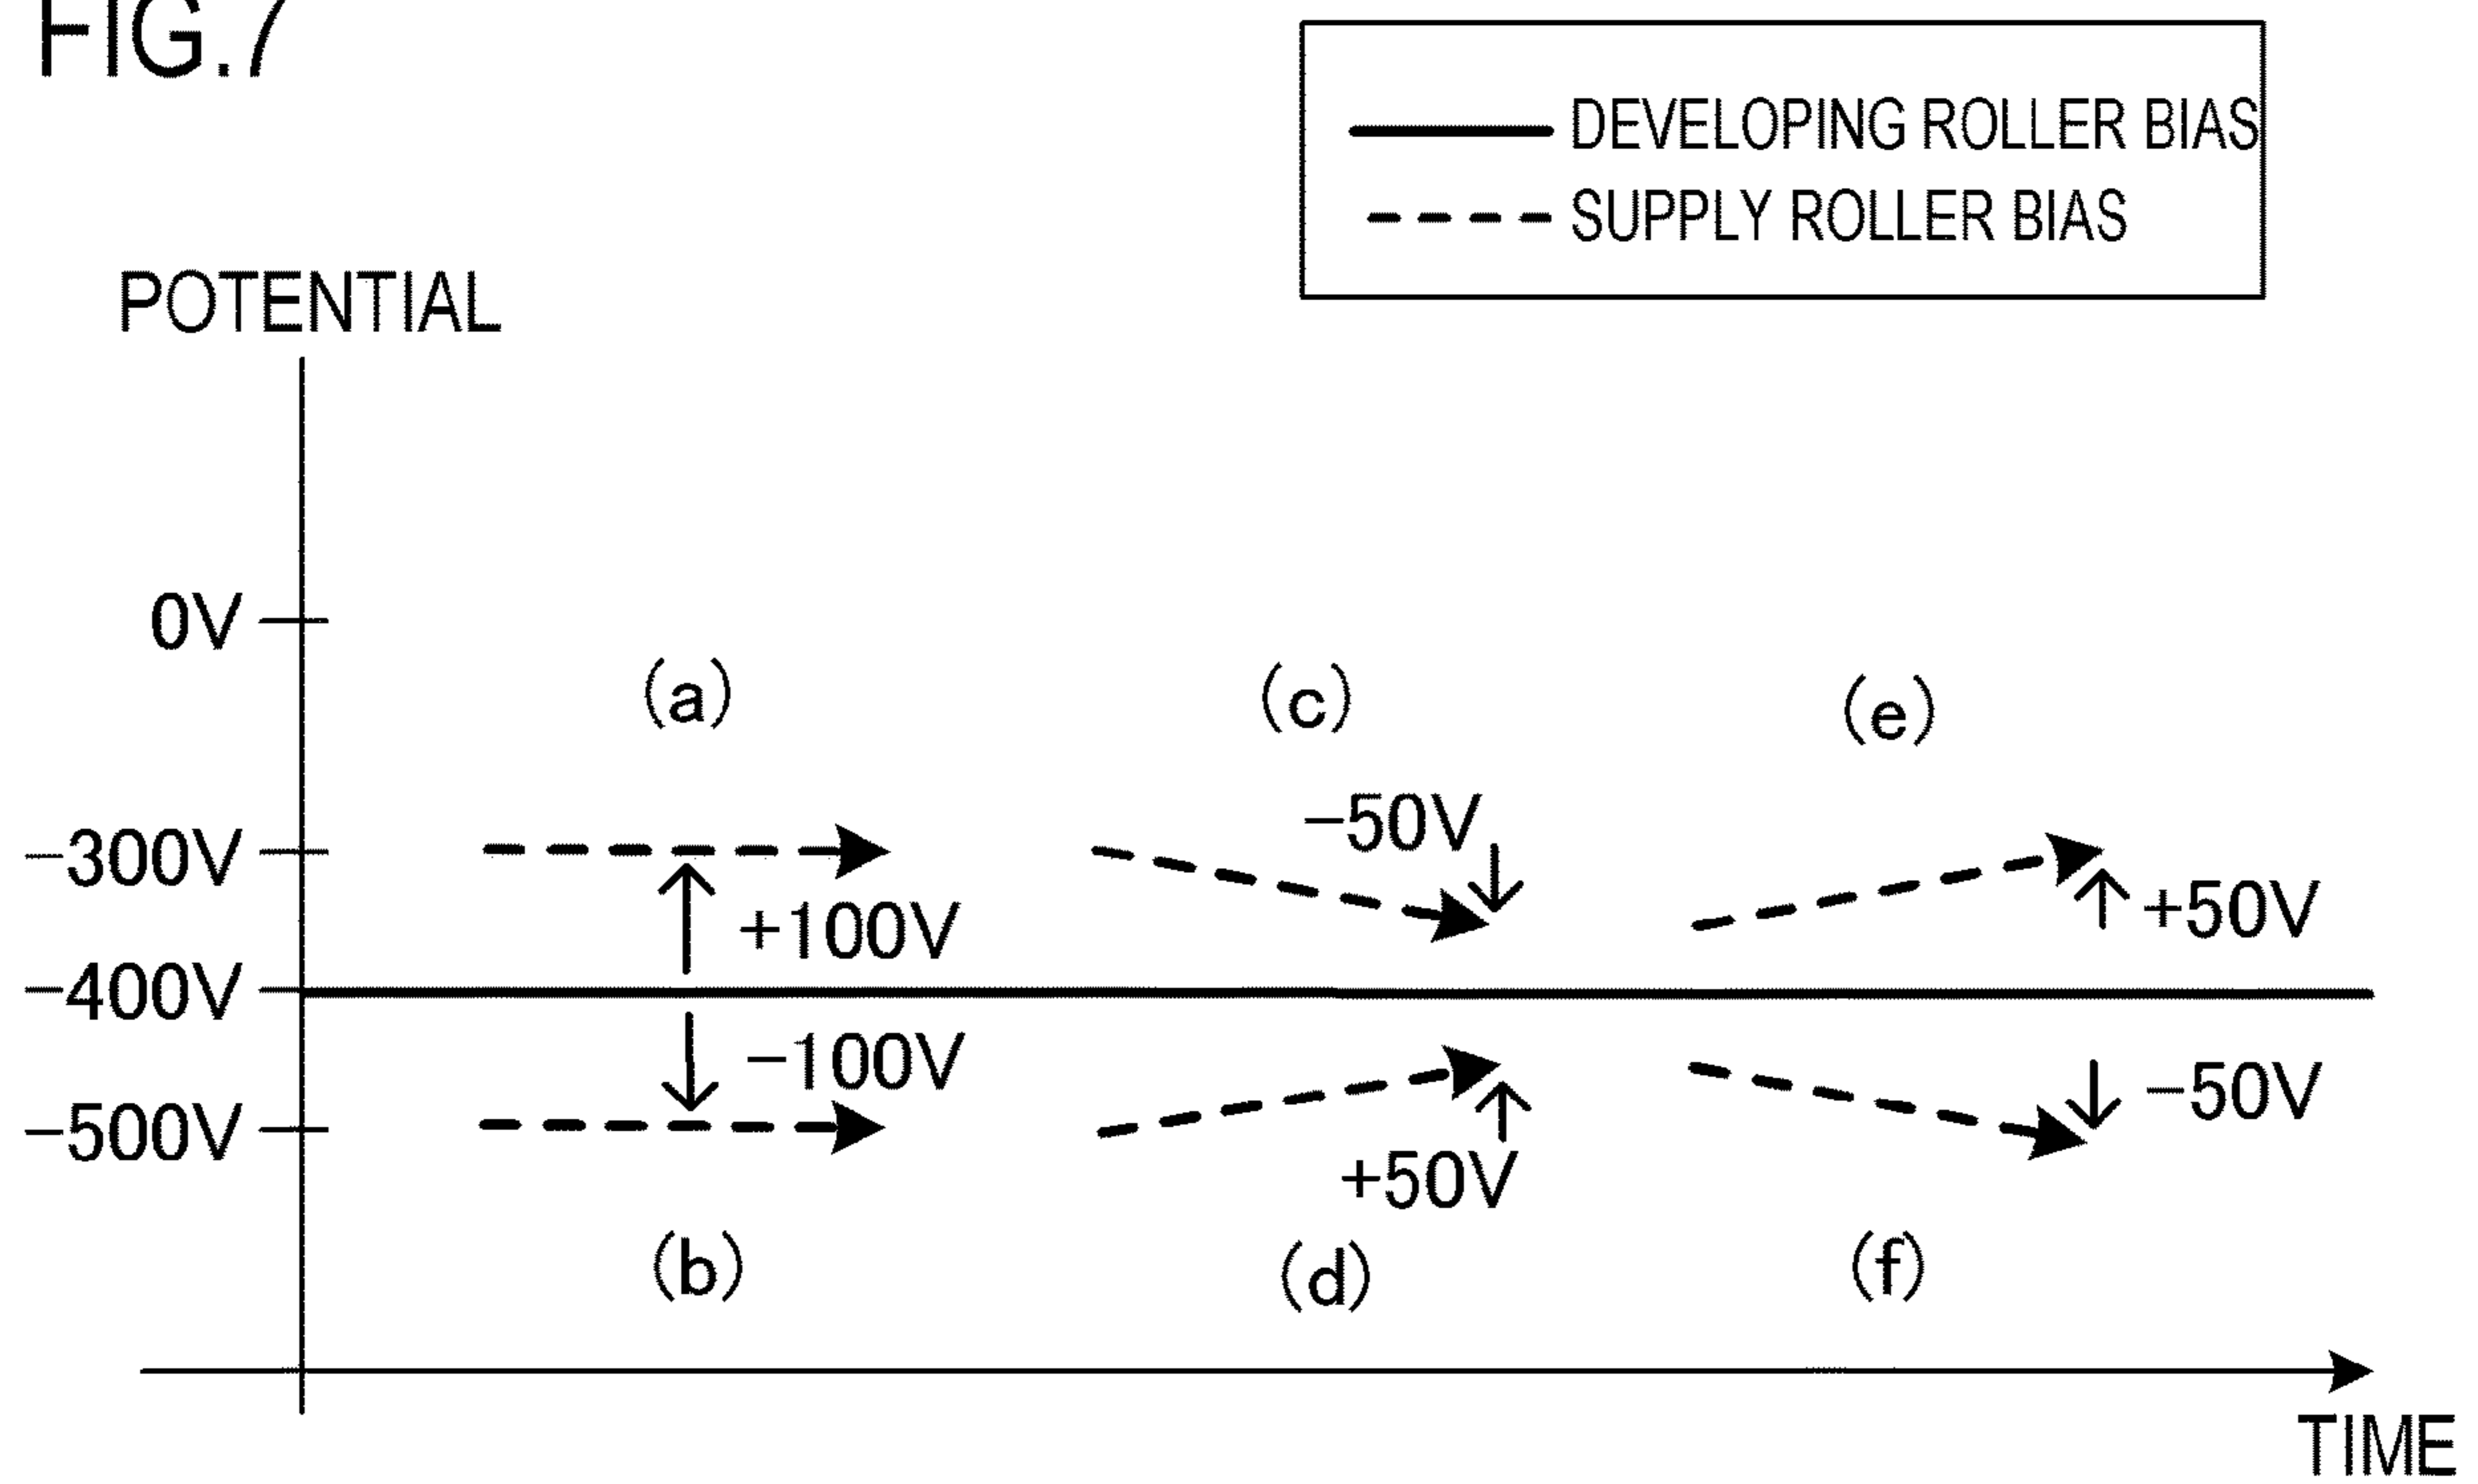 FIG.7
DEVELOPING ROLLER BIAS
SUPPLY ROLLER BIAS
POTENTIAL
0V
(a)
(c)
(e)
−50V
−300V
+100V
+50V
−400V
−100V
−50V
−500V
+50V
(b)
(d)
(f)
TIME